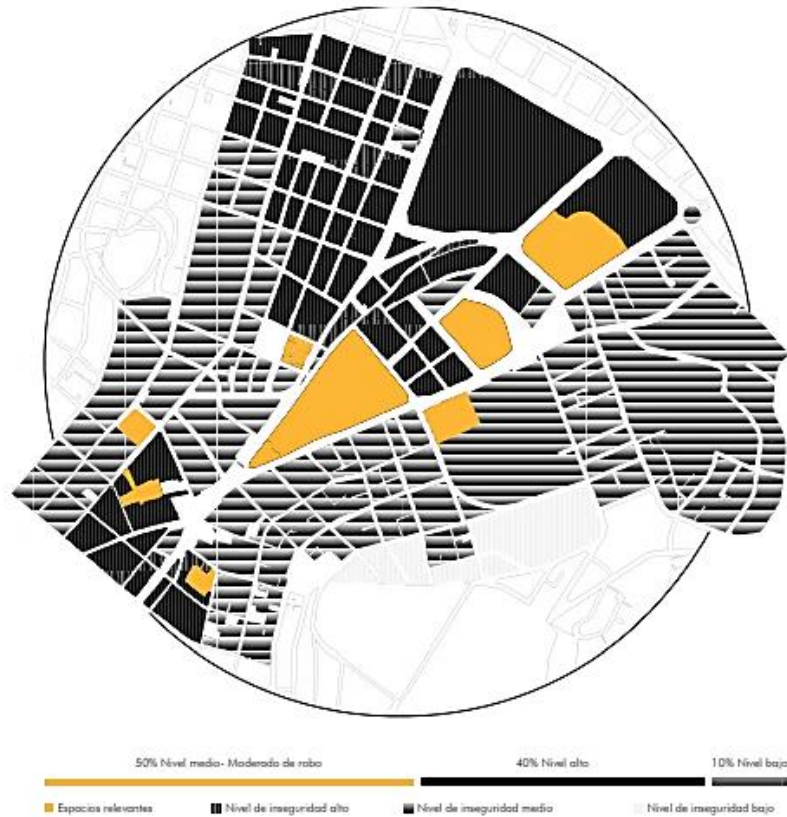 50% Nivel medio- Moderado de robo
40% Nivel alto
10% Nivel bajo
Espacios relevantes
Nivel de inseguridad alto
Nivel de inseguridad medio
Nivel de inseguridad bajo